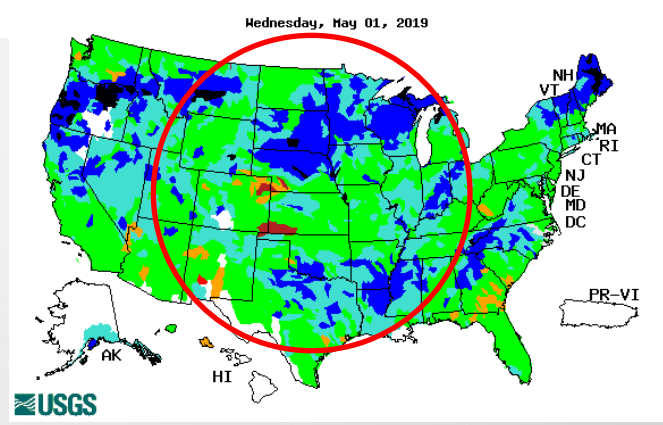 Wednesday, May 01, 2019
NH
VT
MA
RI
CT
NJ
DE
MD
DC
PR-VI
AK
HI
USGS